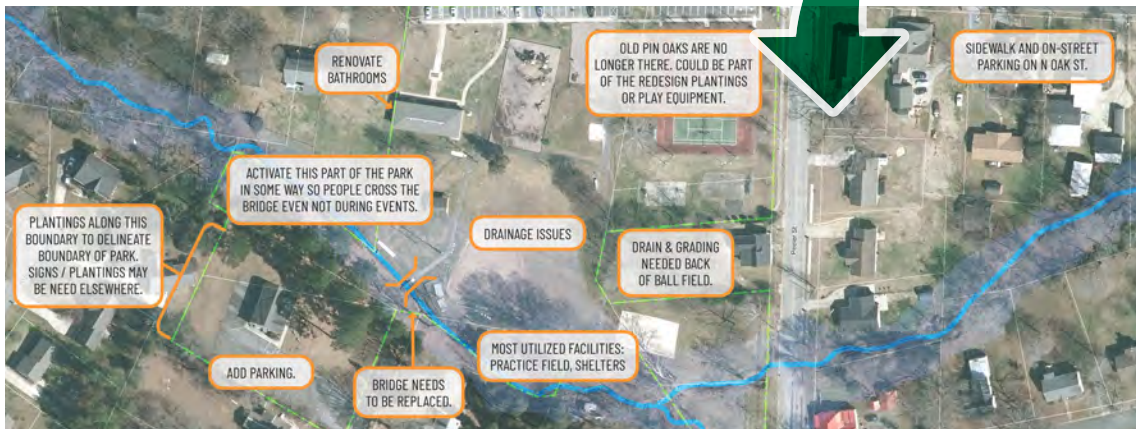 RENOVATE
BATHROOMS
OLD PIN OAKS ARE NO
LONGER THERE. COULD BE PART
OF THE REDESIGN PLANTINGS
OR PLAY EQUIPMENT.
SIDEWALK AND ON-STREET
PARKING ON N OAK ST.
ACTIVATE THIS PART OF THE PARK
IN SOME WAY SO PEOPLE CROSS THE
BRIDGE EVEN NOT DURING EVENTS.
PLANTINGS ALONG THIS
BOUNDARY TO DELINEATE
BOUNDARY OF PARK.
SIGNS / PLANTINGS MAY
BE NEED ELSEWHERE.
DRAINAGE ISSUES
DRAIN & GRADING
NEEDED BACK
OF BALL FIELD.
MOST UTILIZED FACILITIES:
PRACTICE FIELD, SHELTERS
ADD PARKING.
BRIDGE NEEDS
TO BE REPLACED.